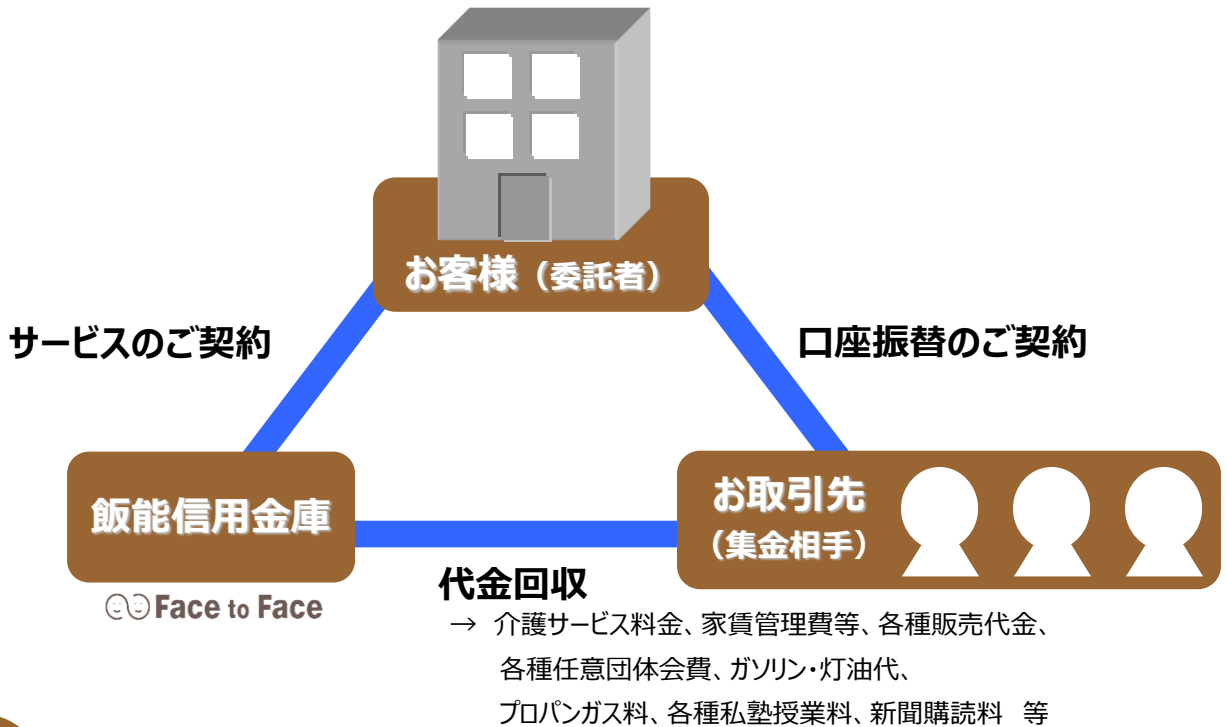 お客様（委託者）
サービスのご契約
口座振替のご契約
飯能信用金庫
お取引先
（集金相手）
Face to Face
代金回収
→ 介護サービス料金、家賃管理費等、各種販売代金、
各種任意団体会費、ガソリン・灯油代、
プロパンガス料、各種私塾授業料、新聞購読料 等